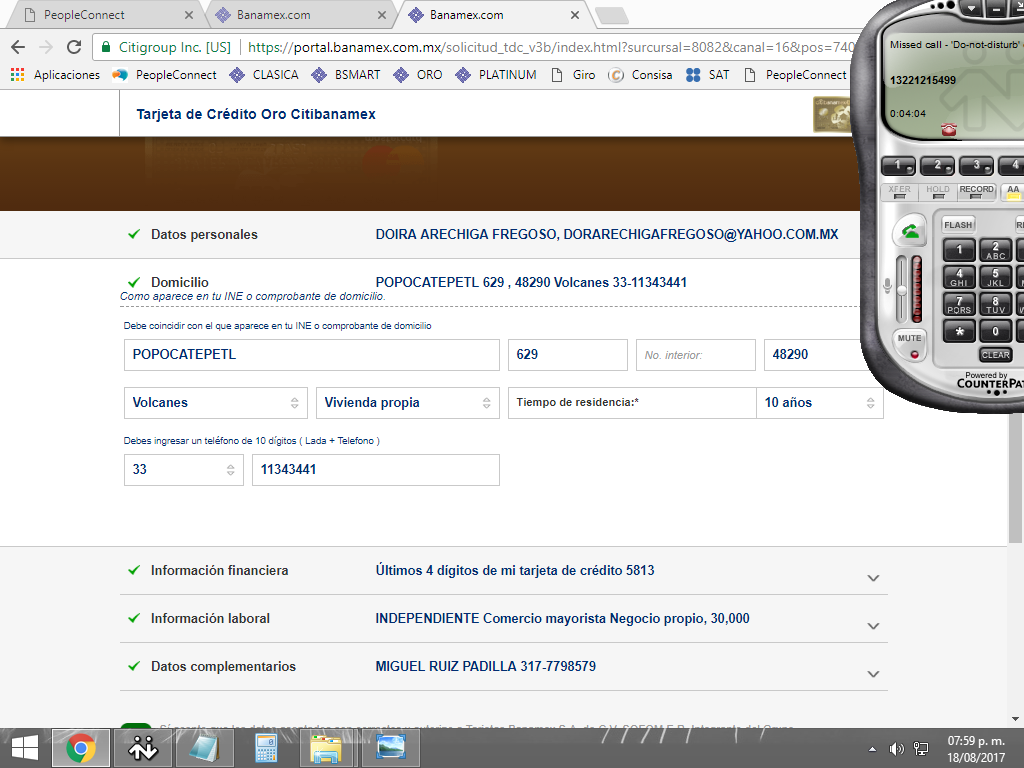 PeopleConnect
Banamex.com
Banamex.com
Citigroup Inc. [US] https://portal.banamex.com.mx/solicitud_tdc_v3b/index.html?surcursal=8082&canal=16&pos=740
Aplicaciones PeopleConnect CLASICA BSMART ORO PLATINUM Giro Consisa SAT PeopleConnect
Missed call - 'Do-not-disturb'
13221215499
0:04:04
1 2 3 4
XFER HOLD RECORD AA
FLASH
1 2 ABC
4 GHI 5 JKL
7 PQRS 8 TUV
* 0
MUTE
CLEAR
Powered by
COUNTERPA
Tarjeta de Crédito Oro Citibanamex
Datos personales DOIRA ARECHIGA FREGOSO, DORARECHIGAFREGOSO@YAHOO.COM.MX
Domicilio POPOCATEPETL 629 , 48290 Volcanes 33-11343441
Como aparece en tu INE o comprobante de domicilio.
Debe coincidir con el que aparece en tu INE o comprobante de domicilio
POPOCATEPETL 629 No. interior: 48290
Volcanes Vivienda propia Tiempo de residencia:* 10 años
Debes ingresar un teléfono de 10 dígitos ( Lada + Telefono )
33 11343441
Información financiera Últimos 4 dígitos de mi tarjeta de crédito 5813
Información laboral INDEPENDIENTE Comercio mayorista Negocio propio, 30,000
Datos complementarios MIGUEL RUIZ PADILLA 317-7798579
07:59 p. m.
18/08/2017